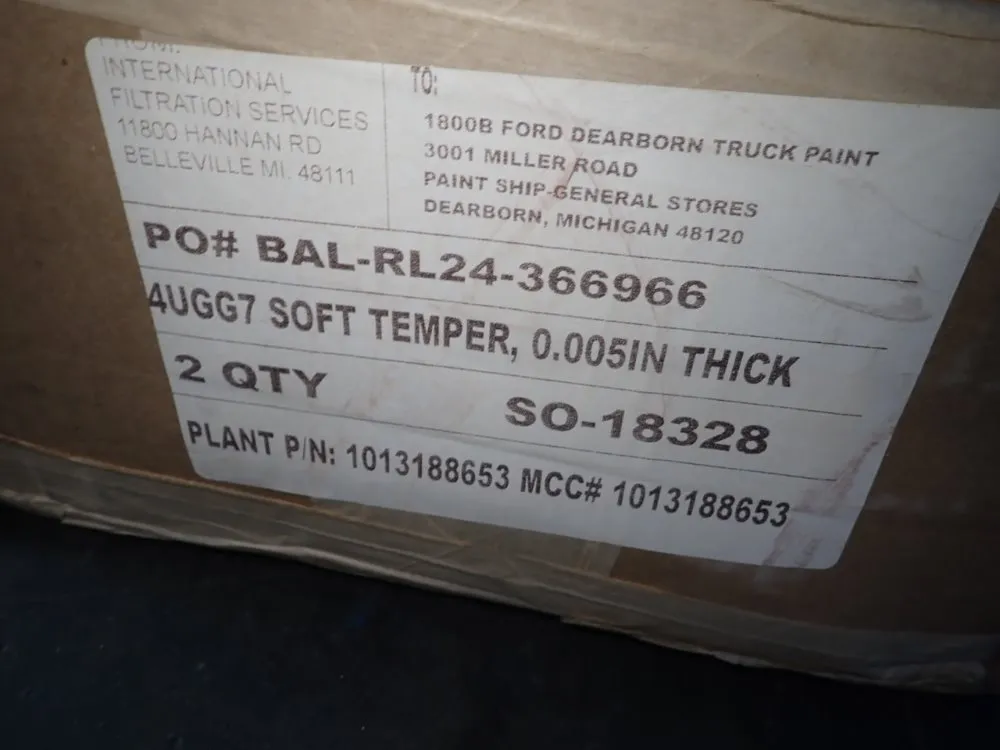 FROM:
INTERNATIONAL
FILTRATION SERVICES
11800 HANNAN RD
BELLEVILLE MI. 48111
TO:
1800B FORD DEARBORN TRUCK PAINT
3001 MILLER ROAD
PAINT SHIP-GENERAL STORES
DEARBORN, MICHIGAN 48120
PO# BAL-RL24-366966
4UGG7 SOFT TEMPER, 0.005IN THICK
2 QTY SO-18328
PLANT P/N: 1013188653 MCC# 1013188653